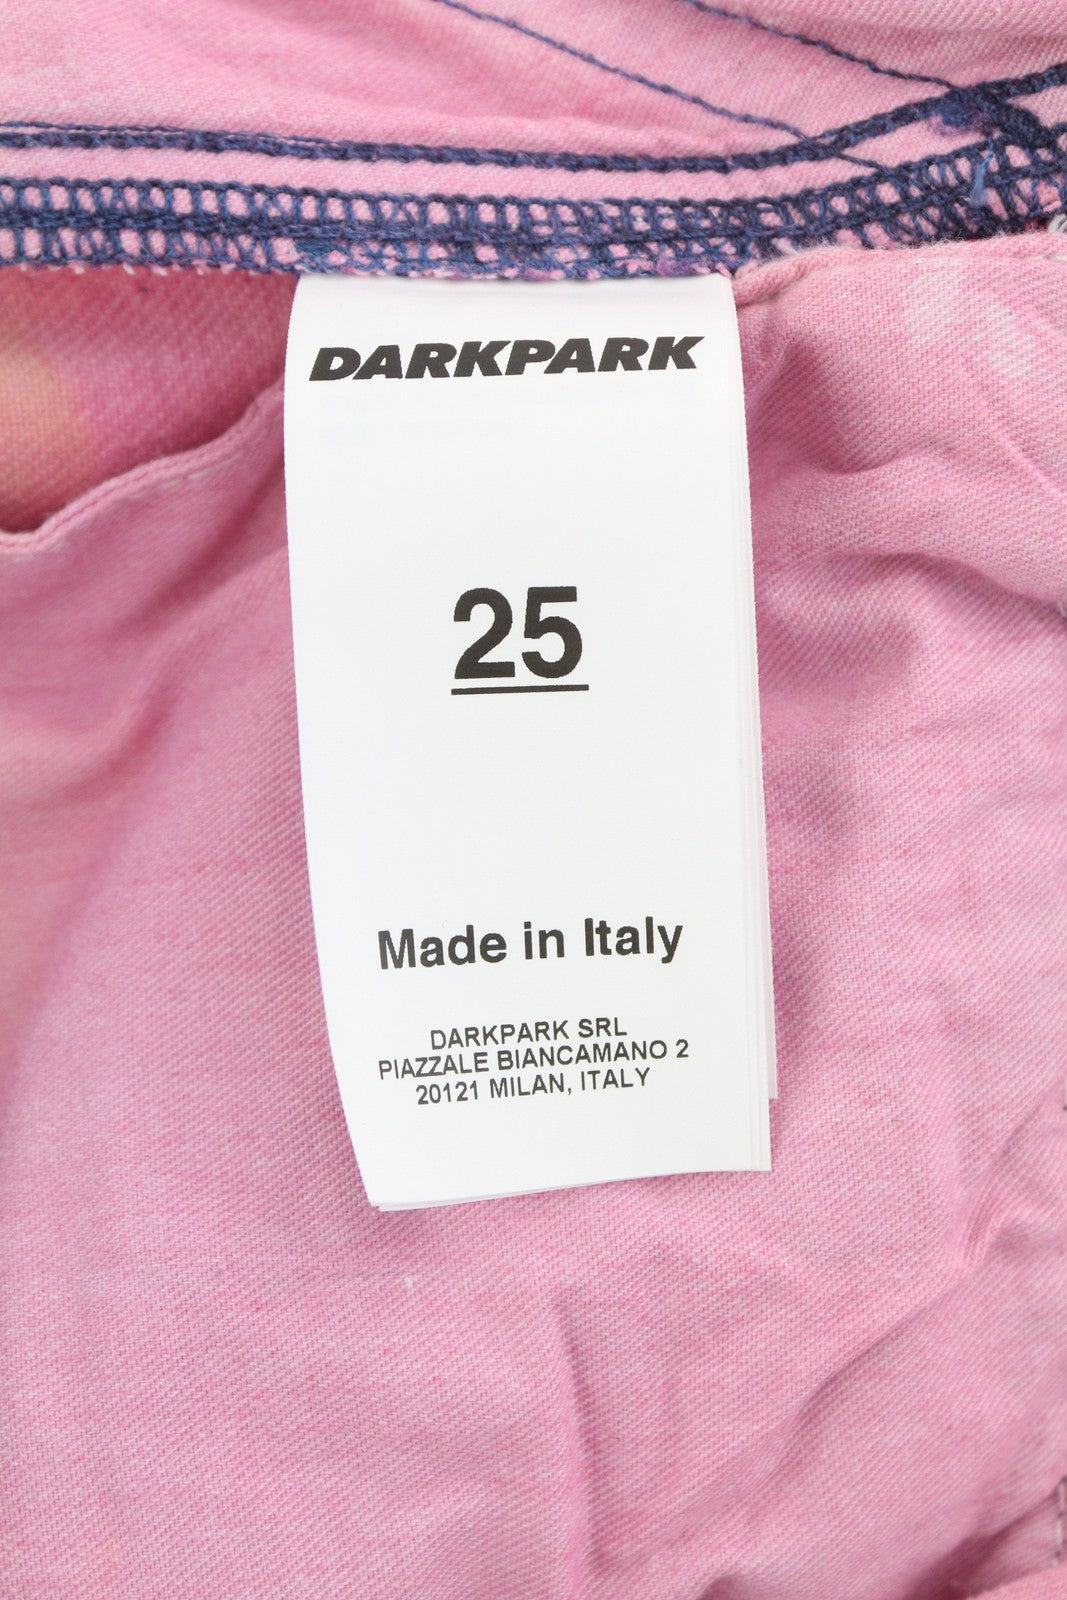 DARKPARK
25
Made in Italy
DARKPARK SRL
PIAZZALE BIANCAMANO 2
20121 MILAN, ITALY